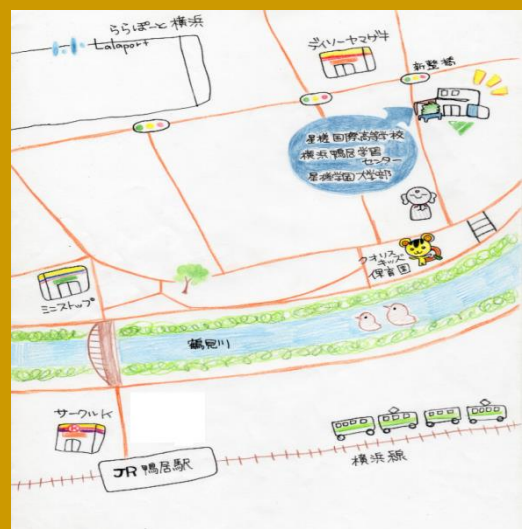 ららぽーと横浜
Lalaport
デイリーヤマザキ
新整橋
星槎国際高等学校
横浜鴨居学園
センター
星槎学園大学部
クオリス
キッズ
保育園
ミニストップ
鶴見川
サークルK
JR鴨居駅
横浜線